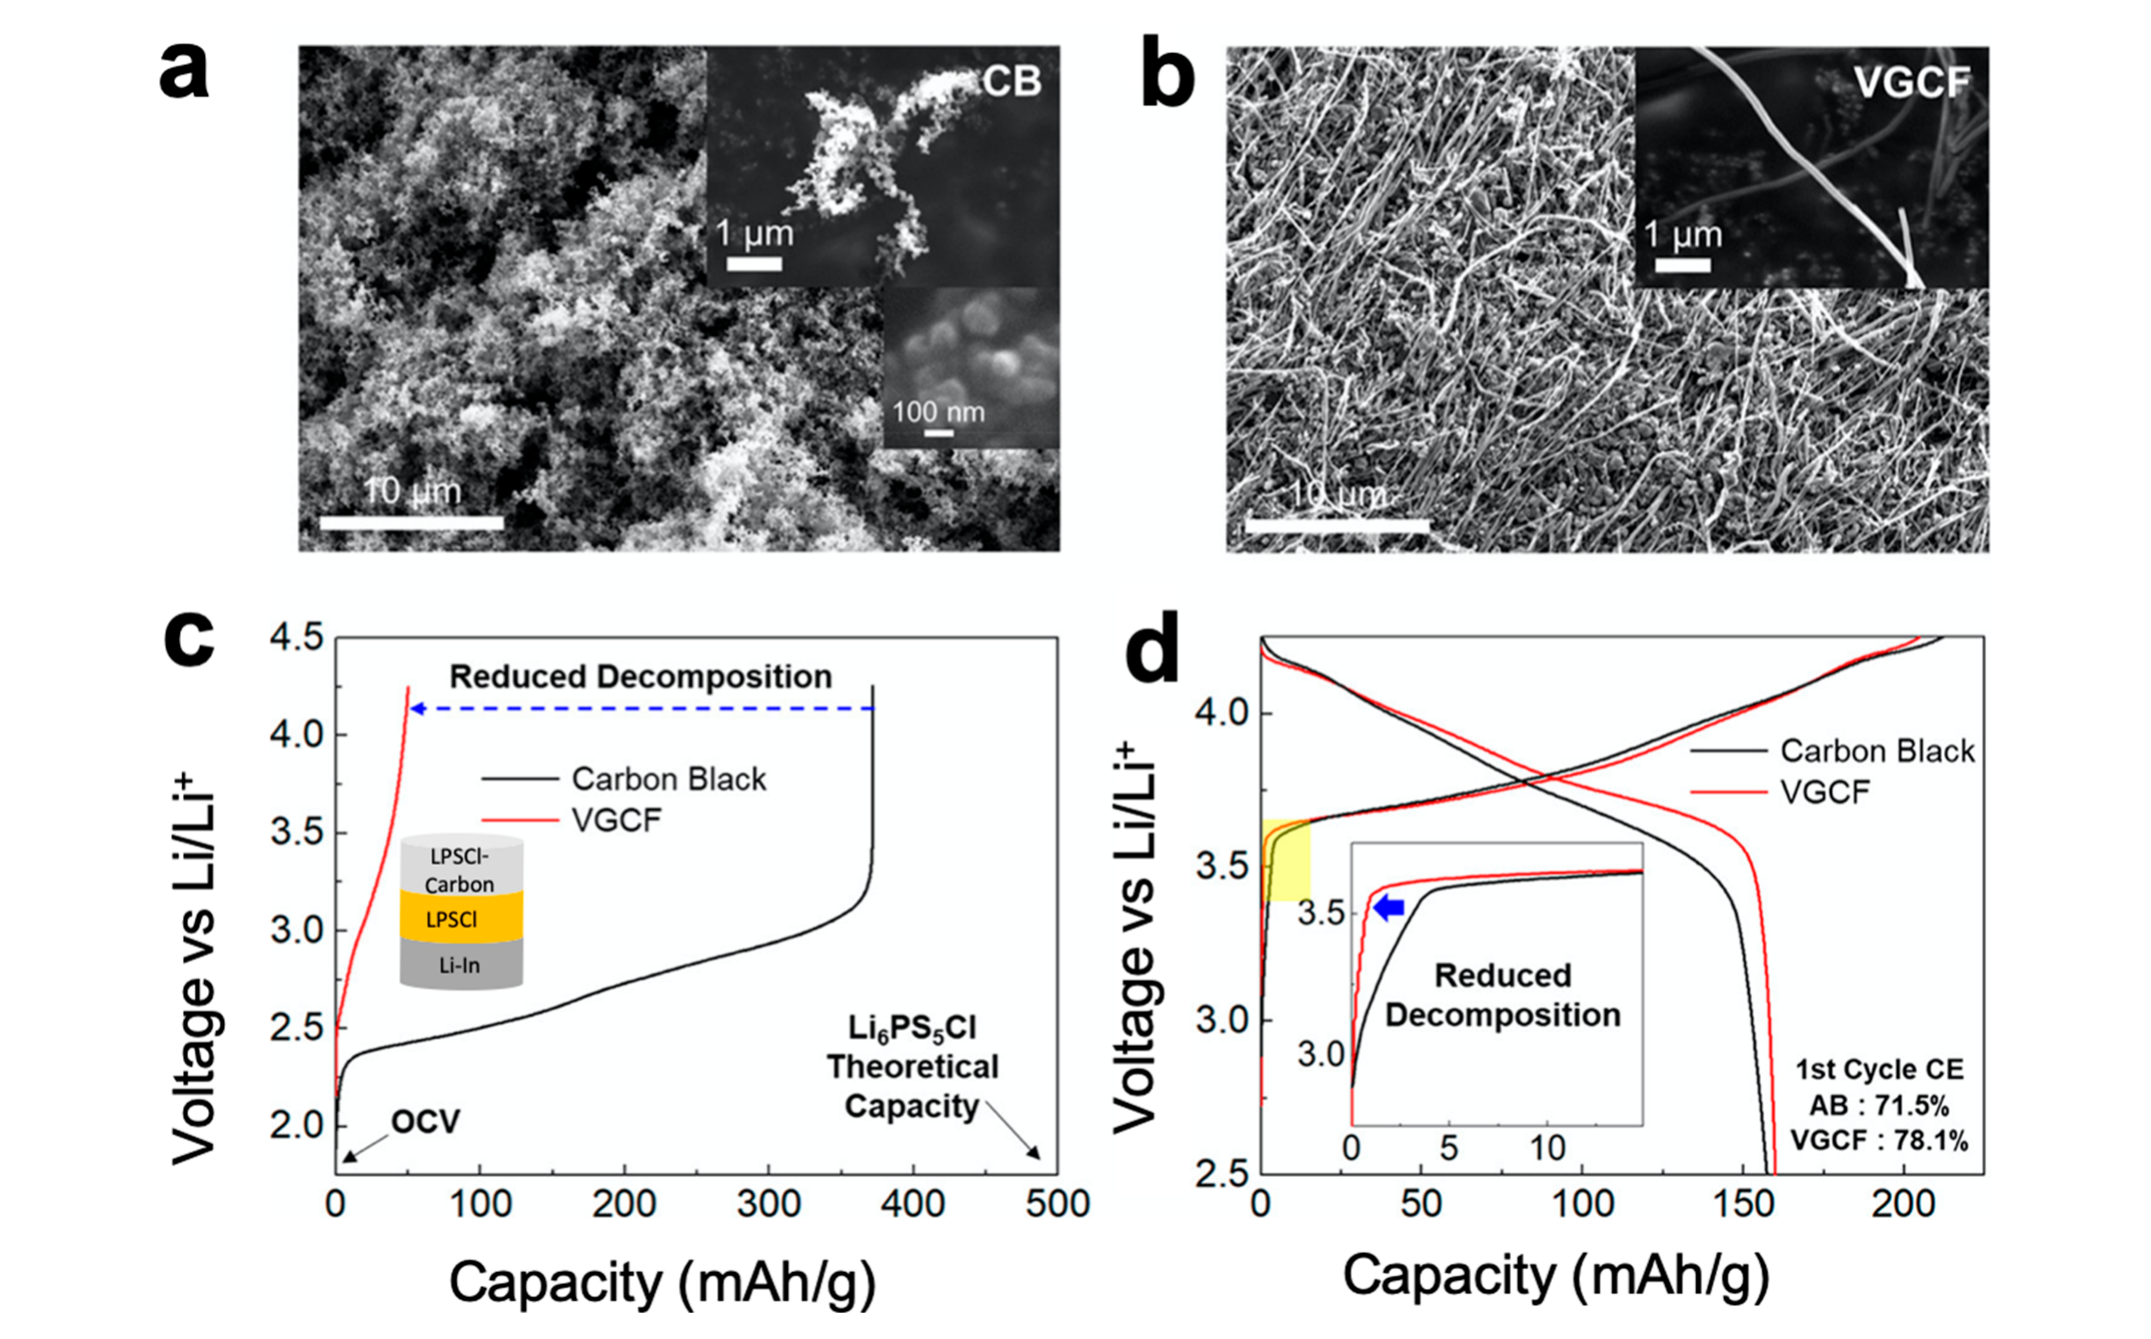 a
CB
1 μm
100 nm
10 μm
b
VGCF
1 μm
10 μm
c
4.5
4.0
3.5
3.0
2.5
2.0
Voltage vs Li/Li⁺
Reduced Decomposition
Carbon Black
VGCF
LPSCl-
Carbon
LPSCl
Li-In
OCV
Li₆PS₅Cl
Theoretical
Capacity
0 100 200 300 400 500
Capacity (mAh/g)
d
4.0
3.5
3.0
2.5
Voltage vs Li/Li⁺
Carbon Black
VGCF
3.5
3.0
Reduced
Decomposition
0 5 10
1st Cycle CE
AB : 71.5%
VGCF : 78.1%
0 50 100 150 200
Capacity (mAh/g)